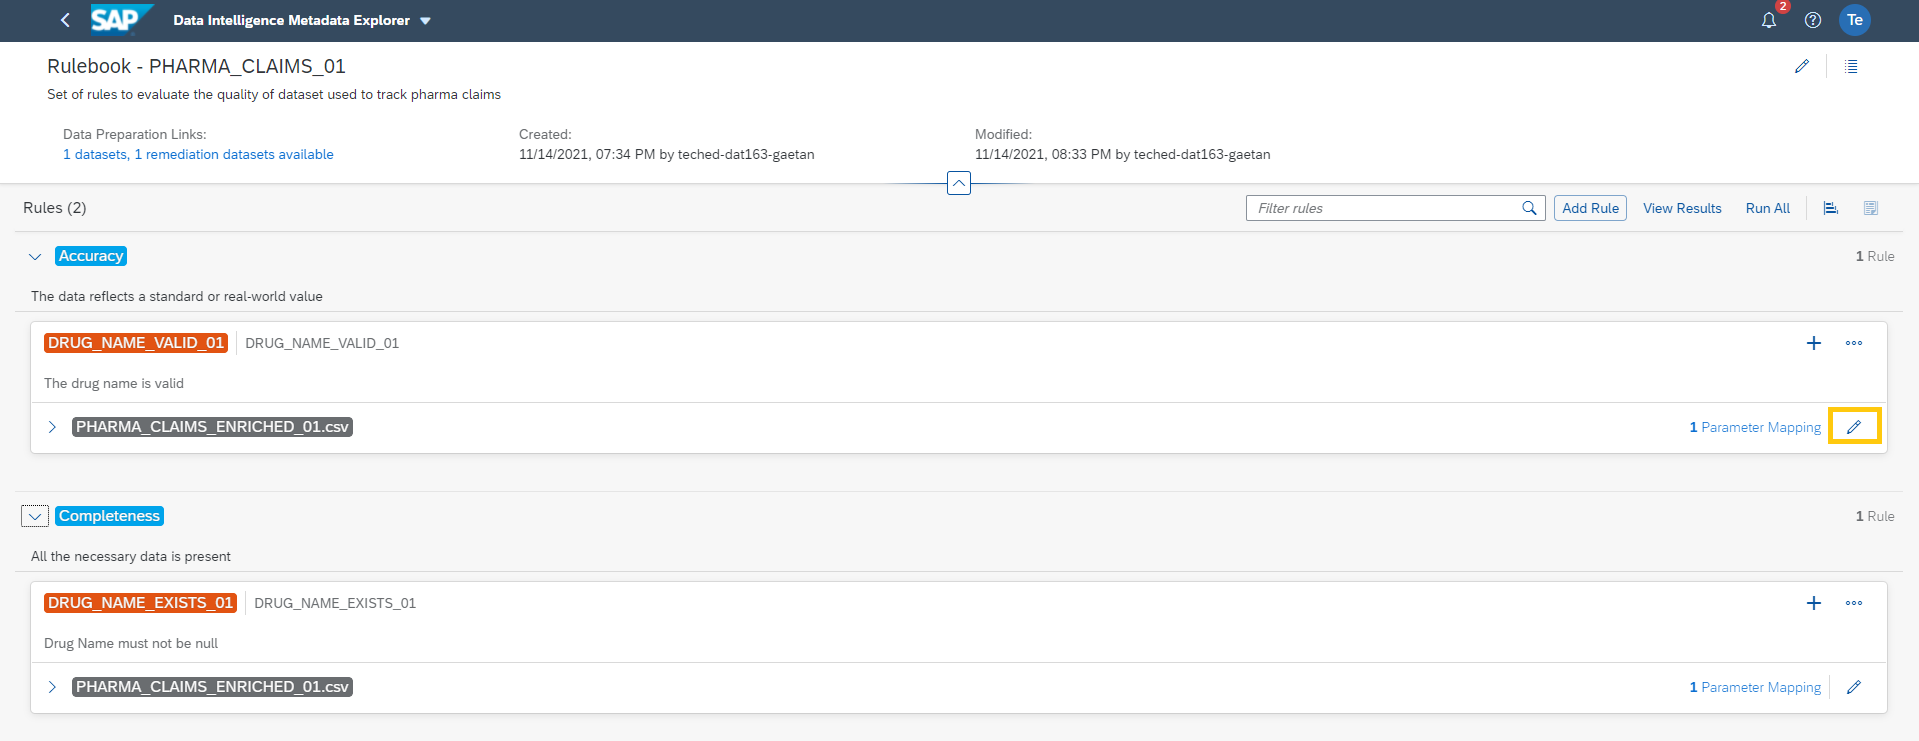 SAP Data Intelligence Metadata Explorer 2 Te
Rulebook - PHARMA_CLAIMS_01
Set of rules to evaluate the quality of dataset used to track pharma claims
Data Preparation Links: Created: Modified:
1 datasets, 1 remediation datasets available 11/14/2021, 07:34 PM by teched-dat163-gaetan 11/14/2021, 08:33 PM by teched-dat163-gaetan
Rules (2) Filter rules Add Rule View Results Run All
Accuracy 1 Rule
The data reflects a standard or real-world value
DRUG_NAME_VALID_01 DRUG_NAME_VALID_01
The drug name is valid
PHARMA_CLAIMS_ENRICHED_01.csv 1 Parameter Mapping
Completeness 1 Rule
All the necessary data is present
DRUG_NAME_EXISTS_01 DRUG_NAME_EXISTS_01
Drug Name must not be null
PHARMA_CLAIMS_ENRICHED_01.csv 1 Parameter Mapping